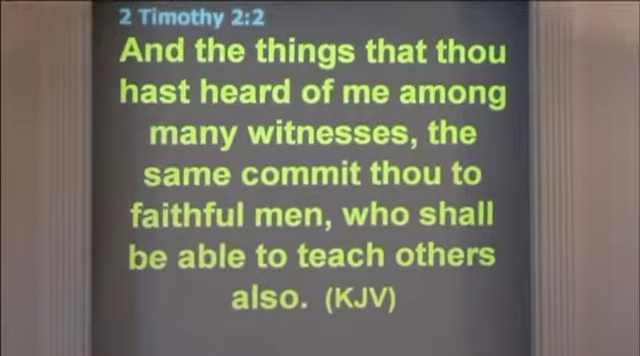 2 Timothy 2:2
And the things that thou
hast heard of me among
many witnesses, the
same commit thou to
faithful men, who shall
be able to teach others
also. (KJV)